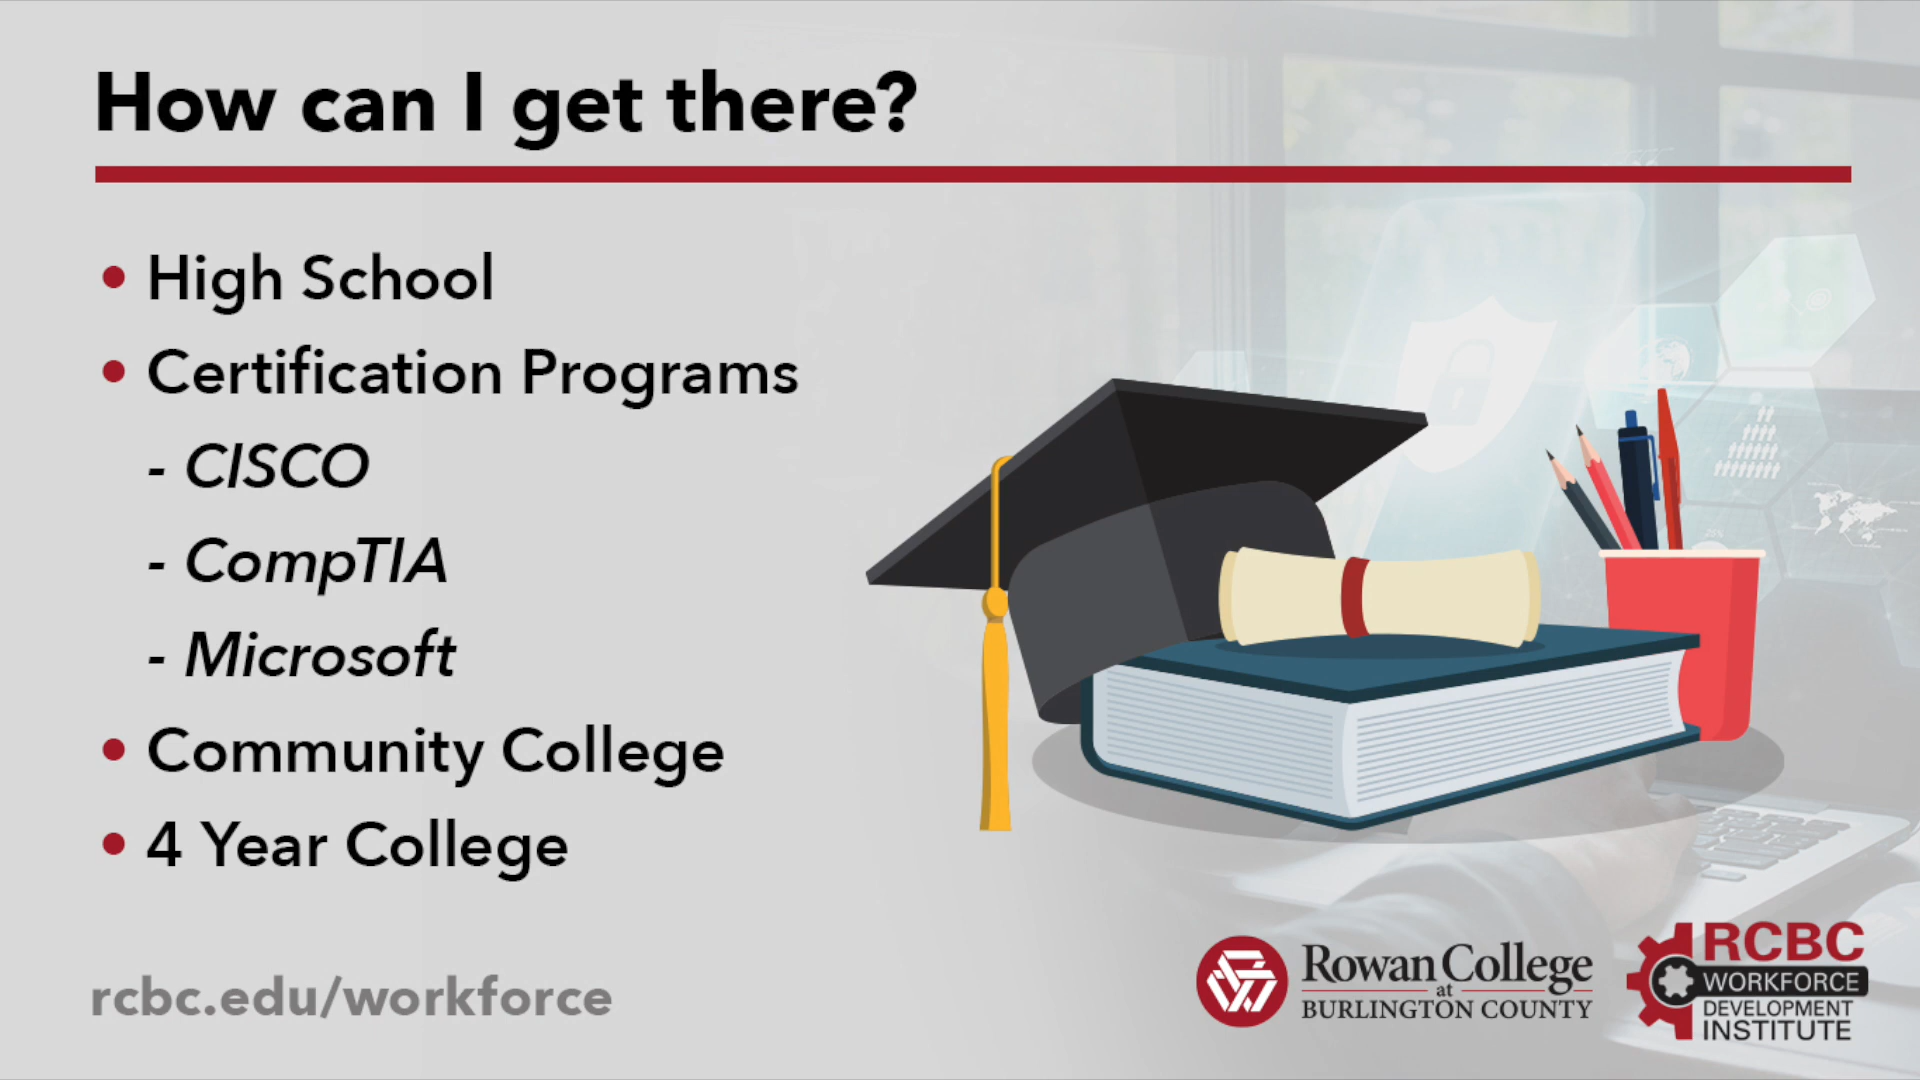 How can I get there?
• High School
• Certification Programs
- CISCO
- CompTIA
- Microsoft
• Community College
• 4 Year College
rcbc.edu/workforce
Rowan College
at
BURLINGTON COUNTY
RCBC
WORKFORCE
DEVELOPMENT
INSTITUTE